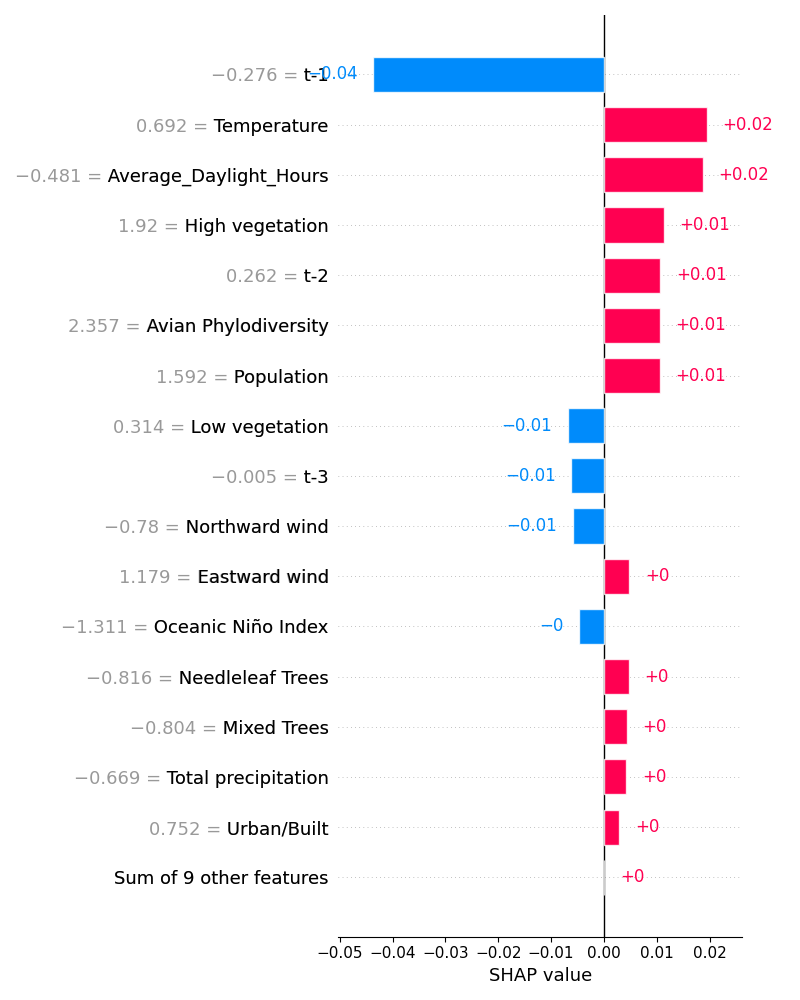 −0.276 = t-1 −0.04
0.692 = Temperature +0.02
−0.481 = Average_Daylight_Hours +0.02
1.92 = High vegetation +0.01
0.262 = t-2 +0.01
2.357 = Avian Phylodiversity +0.01
1.592 = Population +0.01
0.314 = Low vegetation −0.01
−0.005 = t-3 −0.01
−0.78 = Northward wind −0.01
1.179 = Eastward wind +0
−1.311 = Oceanic Niño Index −0
−0.816 = Needleleaf Trees +0
−0.804 = Mixed Trees +0
−0.669 = Total precipitation +0
0.752 = Urban/Built +0
Sum of 9 other features +0
−0.05 −0.04 −0.03 −0.02 −0.01 0.00 0.01 0.02
SHAP value